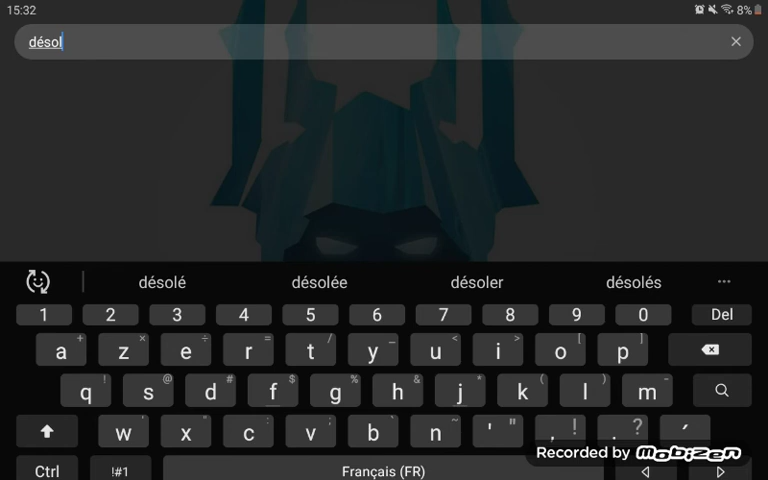 15:32 8%
désol ×
désolé désolée désoler désolés ...
1 2 3 4 5 6 7 8 9 0 Del
a + z × e ÷ r = t / y _ u < i > o [ p ]
q ! s @ d # f $ g % h & j * k ( l ) m -
w ' x " c : v ; b ` n ~ ' " , ! . ? ´
Ctrl !#1 Français (FR)
Recorded by Mobizen